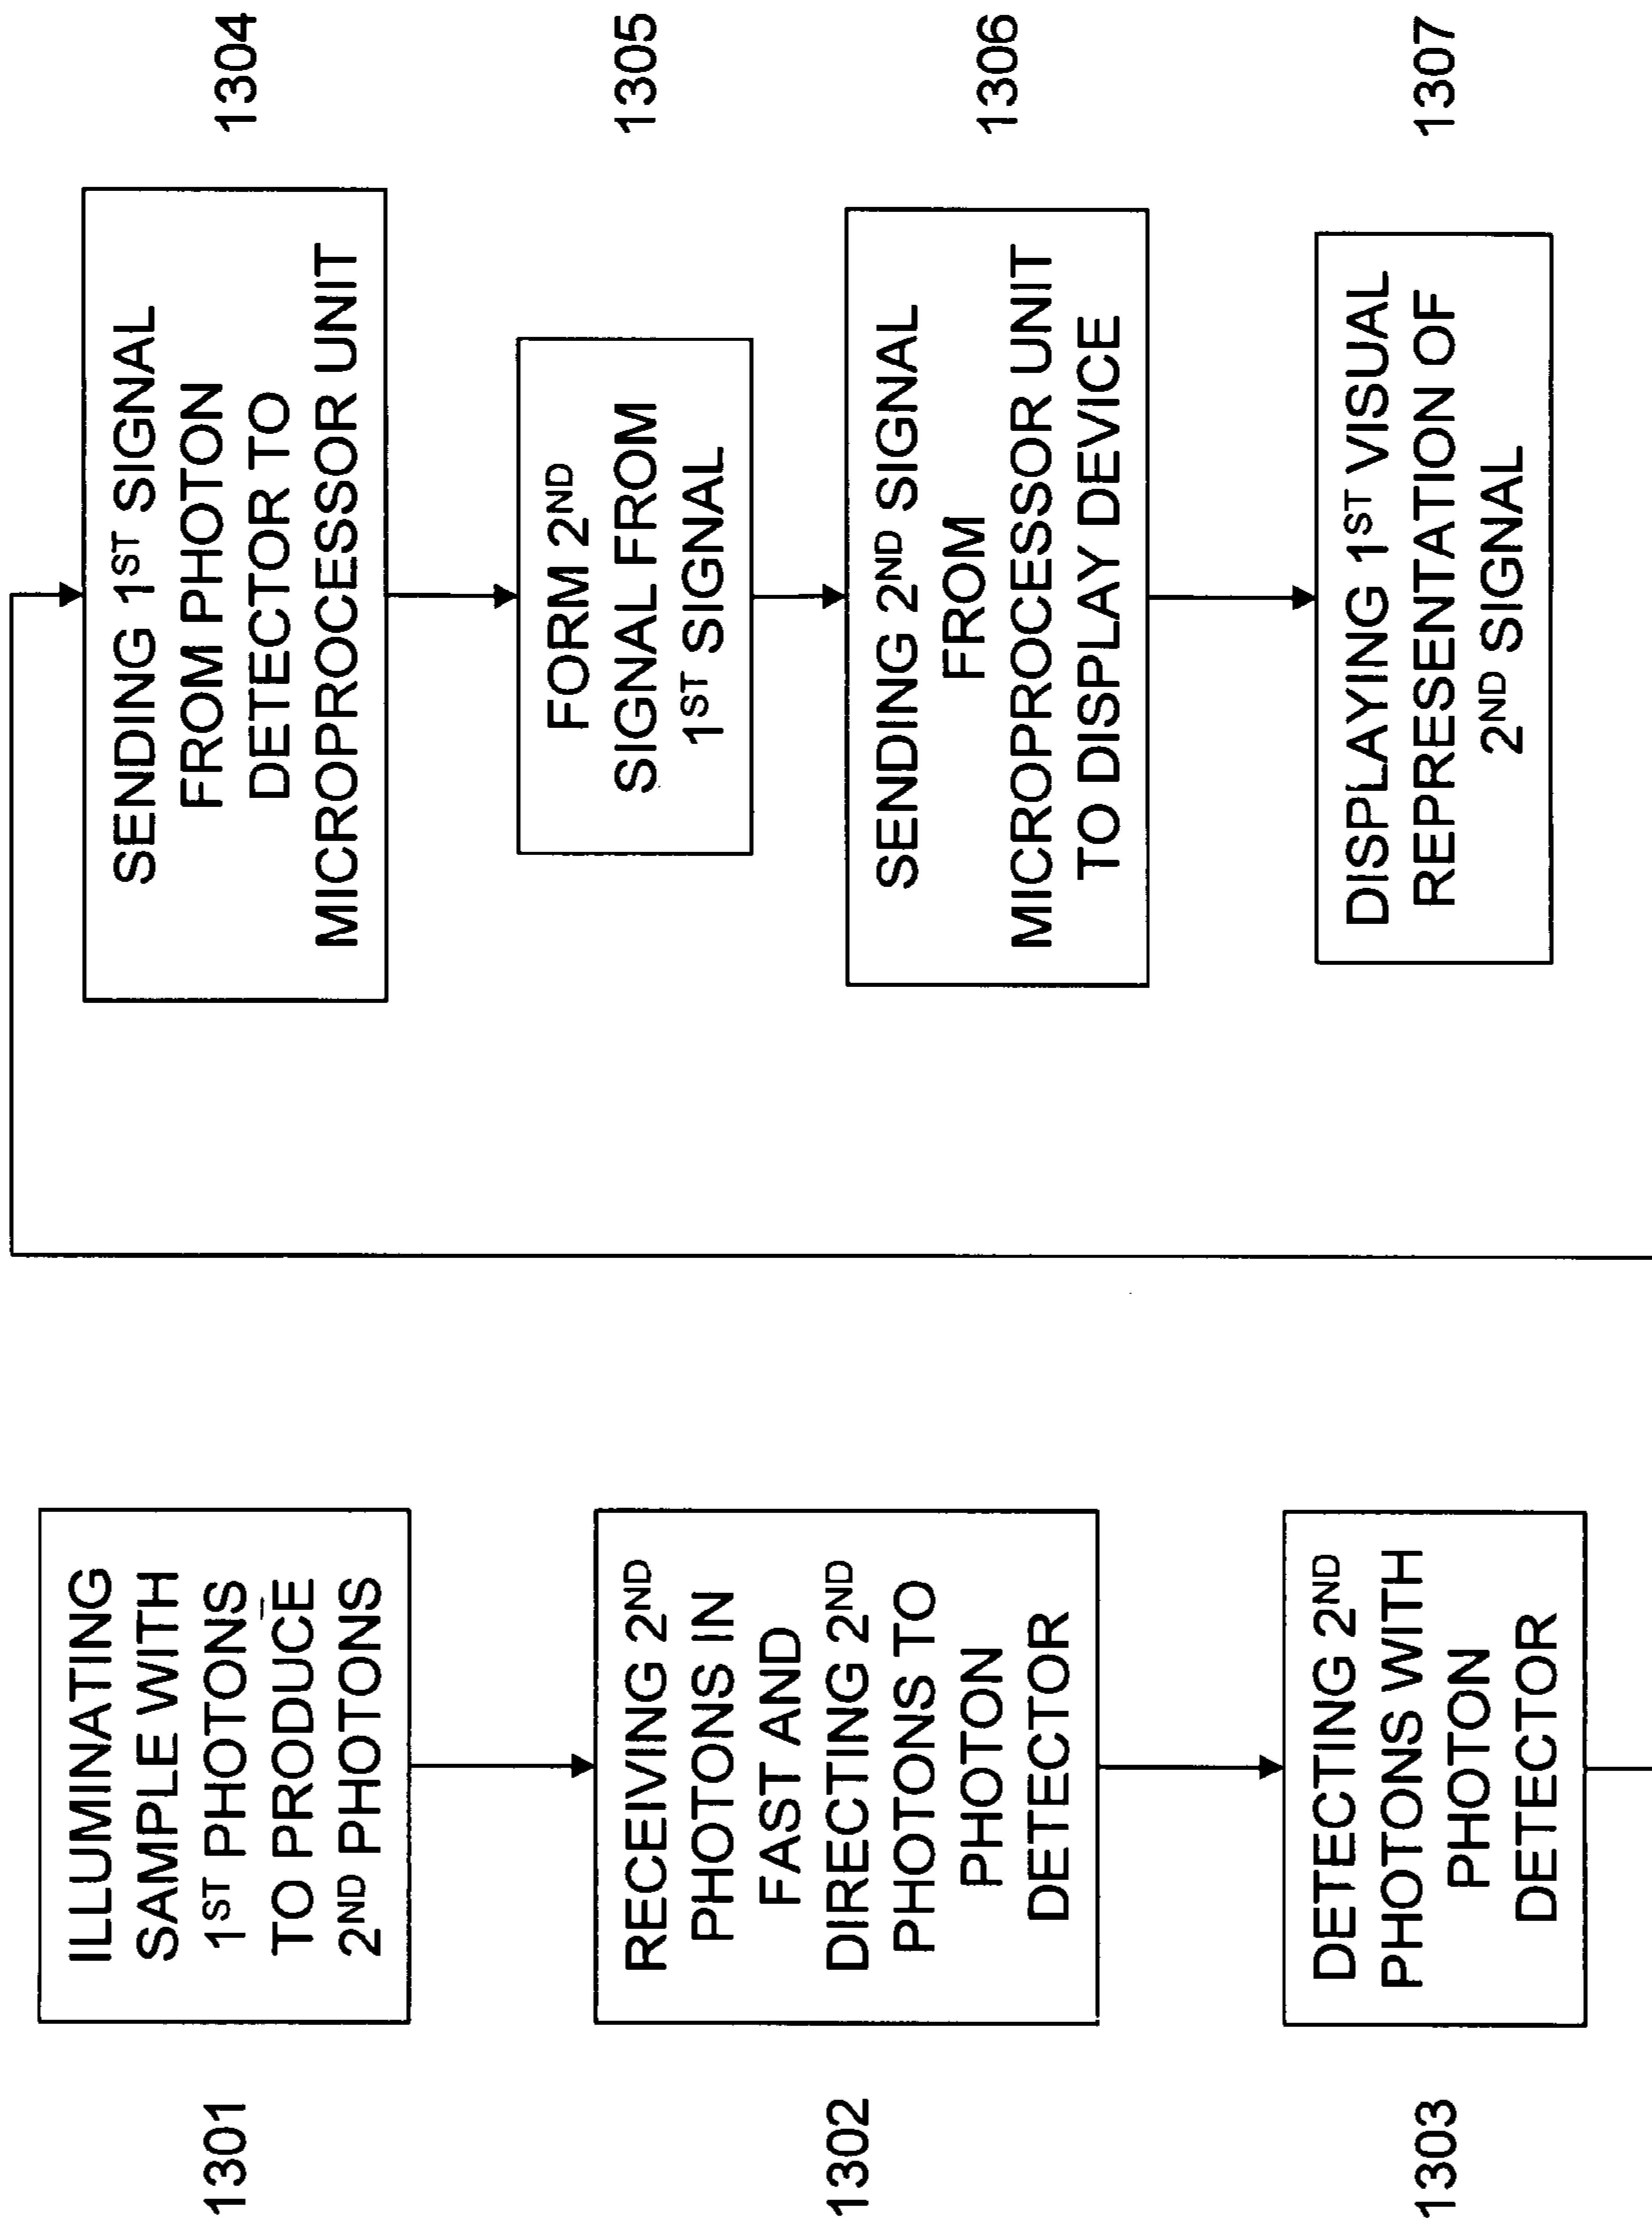 1301
ILLUMINATING
SAMPLE WITH
1ST PHOTONS
TO PRODUCE
2ND PHOTONS
1302
RECEIVING 2ND
PHOTONS IN
FAST AND
DIRECTING 2ND
PHOTONS TO
PHOTON
DETECTOR
1303
DETECTING 2ND
PHOTONS WITH
PHOTON
DETECTOR
SENDING 1ST SIGNAL
FROM PHOTON
DETECTOR TO
MICROPROCESSOR UNIT
1304
FORM 2ND
SIGNAL FROM
1ST SIGNAL
1305
SENDING 2ND SIGNAL
FROM
MICROPROCESSOR UNIT
TO DISPLAY DEVICE
1306
DISPLAYING 1ST VISUAL
REPRESENTATION OF
2ND SIGNAL
1307